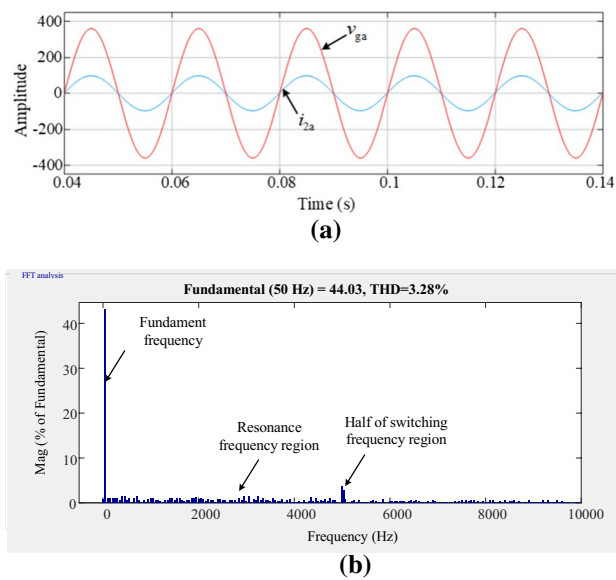 400
200
0
-200
-400
Amplitude
v_ga
i_2a
0.04 0.06 0.08 0.1 0.12 0.14
Time (s)
(a)
FFT analysis
Fundamental (50 Hz) = 44.03, THD=3.28%
40
30
20
10
0
Mag (% of Fundamental)
Fundament
frequency
Resonance
frequency region
Half of switching
frequency region
0 2000 4000 6000 8000 10000
Frequency (Hz)
(b)